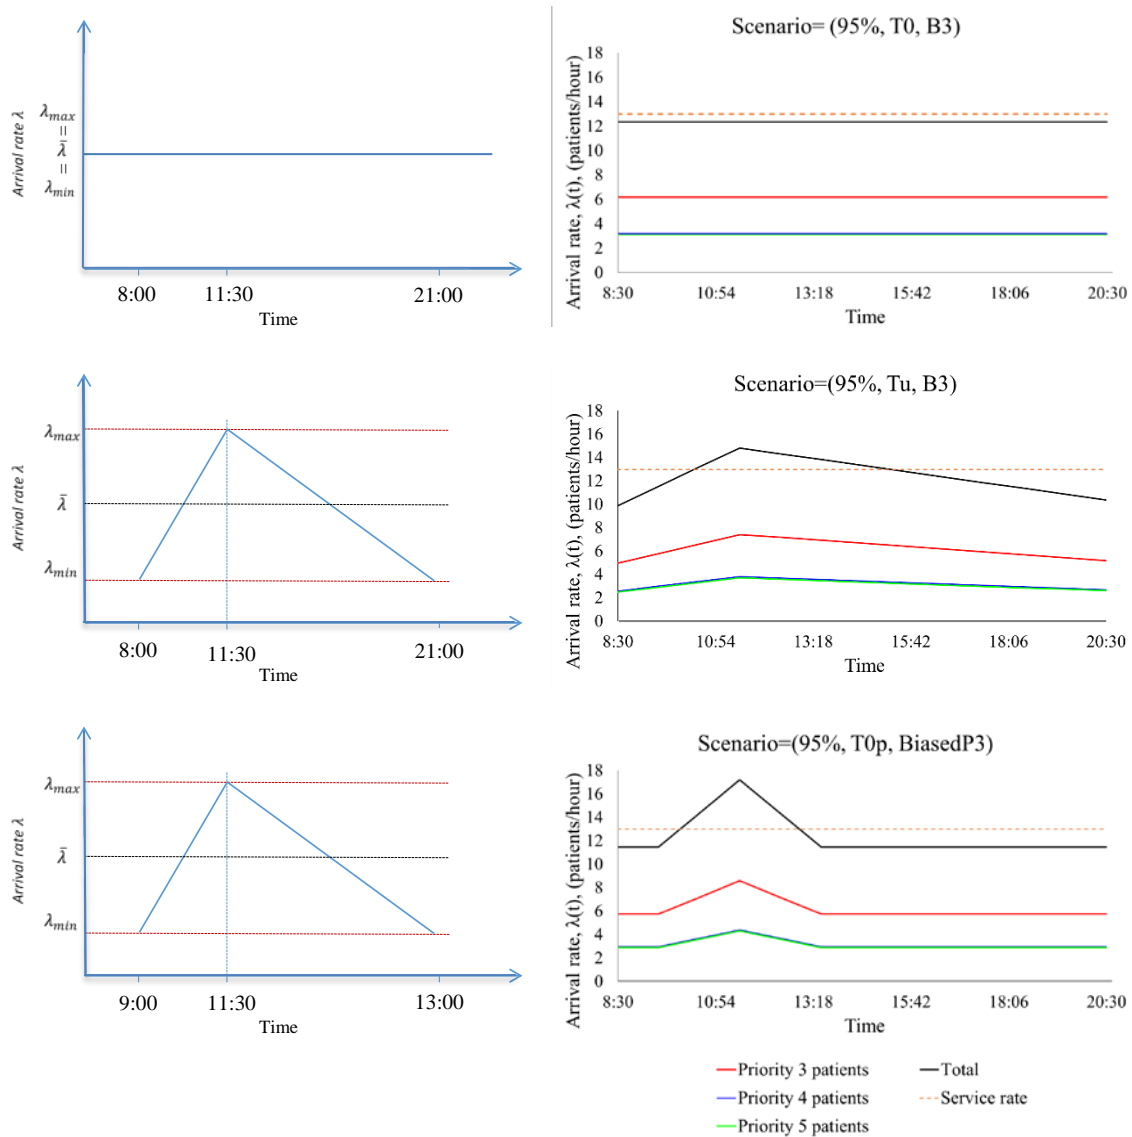 Arrival rate λ
λmax
=
λ̄
=
λmin
8:00 11:30 21:00
Time
Scenario= (95%, T0, B3)
Arrival rate, λ(t), (patients/hour)
18
16
14
12
10
8
6
4
2
0
8:30 10:54 13:18 15:42 18:06 20:30
Time
Arrival rate λ
λmax
λ̄
λmin
8:00 11:30 21:00
Time
Scenario=(95%, Tu, B3)
Arrival rate, λ(t), (patients/hour)
18
16
14
12
10
8
6
4
2
0
8:30 10:54 13:18 15:42 18:06 20:30
Time
Arrival rate λ
λmax
λ̄
λmin
9:00 11:30 13:00
Time
Scenario=(95%, T0p, BiasedP3)
Arrival rate, λ(t), (patients/hour)
18
16
14
12
10
8
6
4
2
0
8:30 10:54 13:18 15:42 18:06 20:30
Time
Priority 3 patients Total
Priority 4 patients Service rate
Priority 5 patients